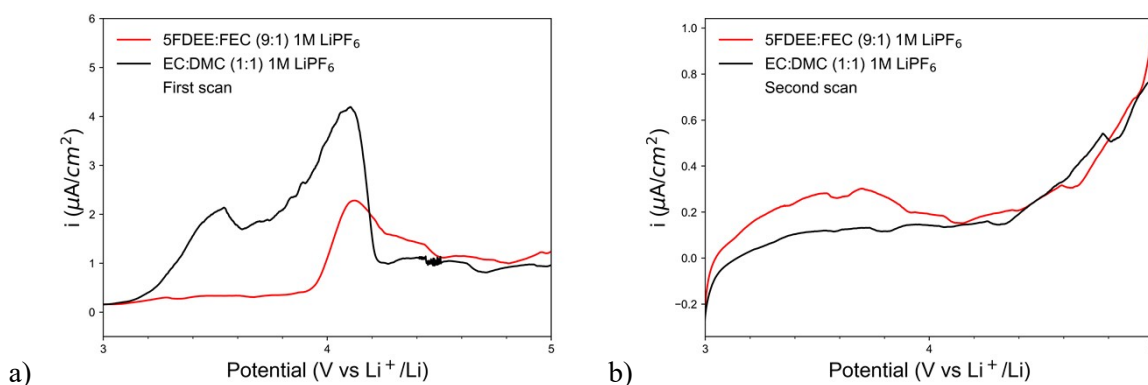 a)
6
5
4
3
2
1
0
i (μA/cm²)
5FDEE:FEC (9:1) 1M LiPF₆
EC:DMC (1:1) 1M LiPF₆
First scan
3 4 5
Potential (V vs Li⁺/Li)
b)
1.0
0.8
0.6
0.4
0.2
0.0
−0.2
i (μA/cm²)
5FDEE:FEC (9:1) 1M LiPF₆
EC:DMC (1:1) 1M LiPF₆
Second scan
3 4
Potential (V vs Li⁺/Li)